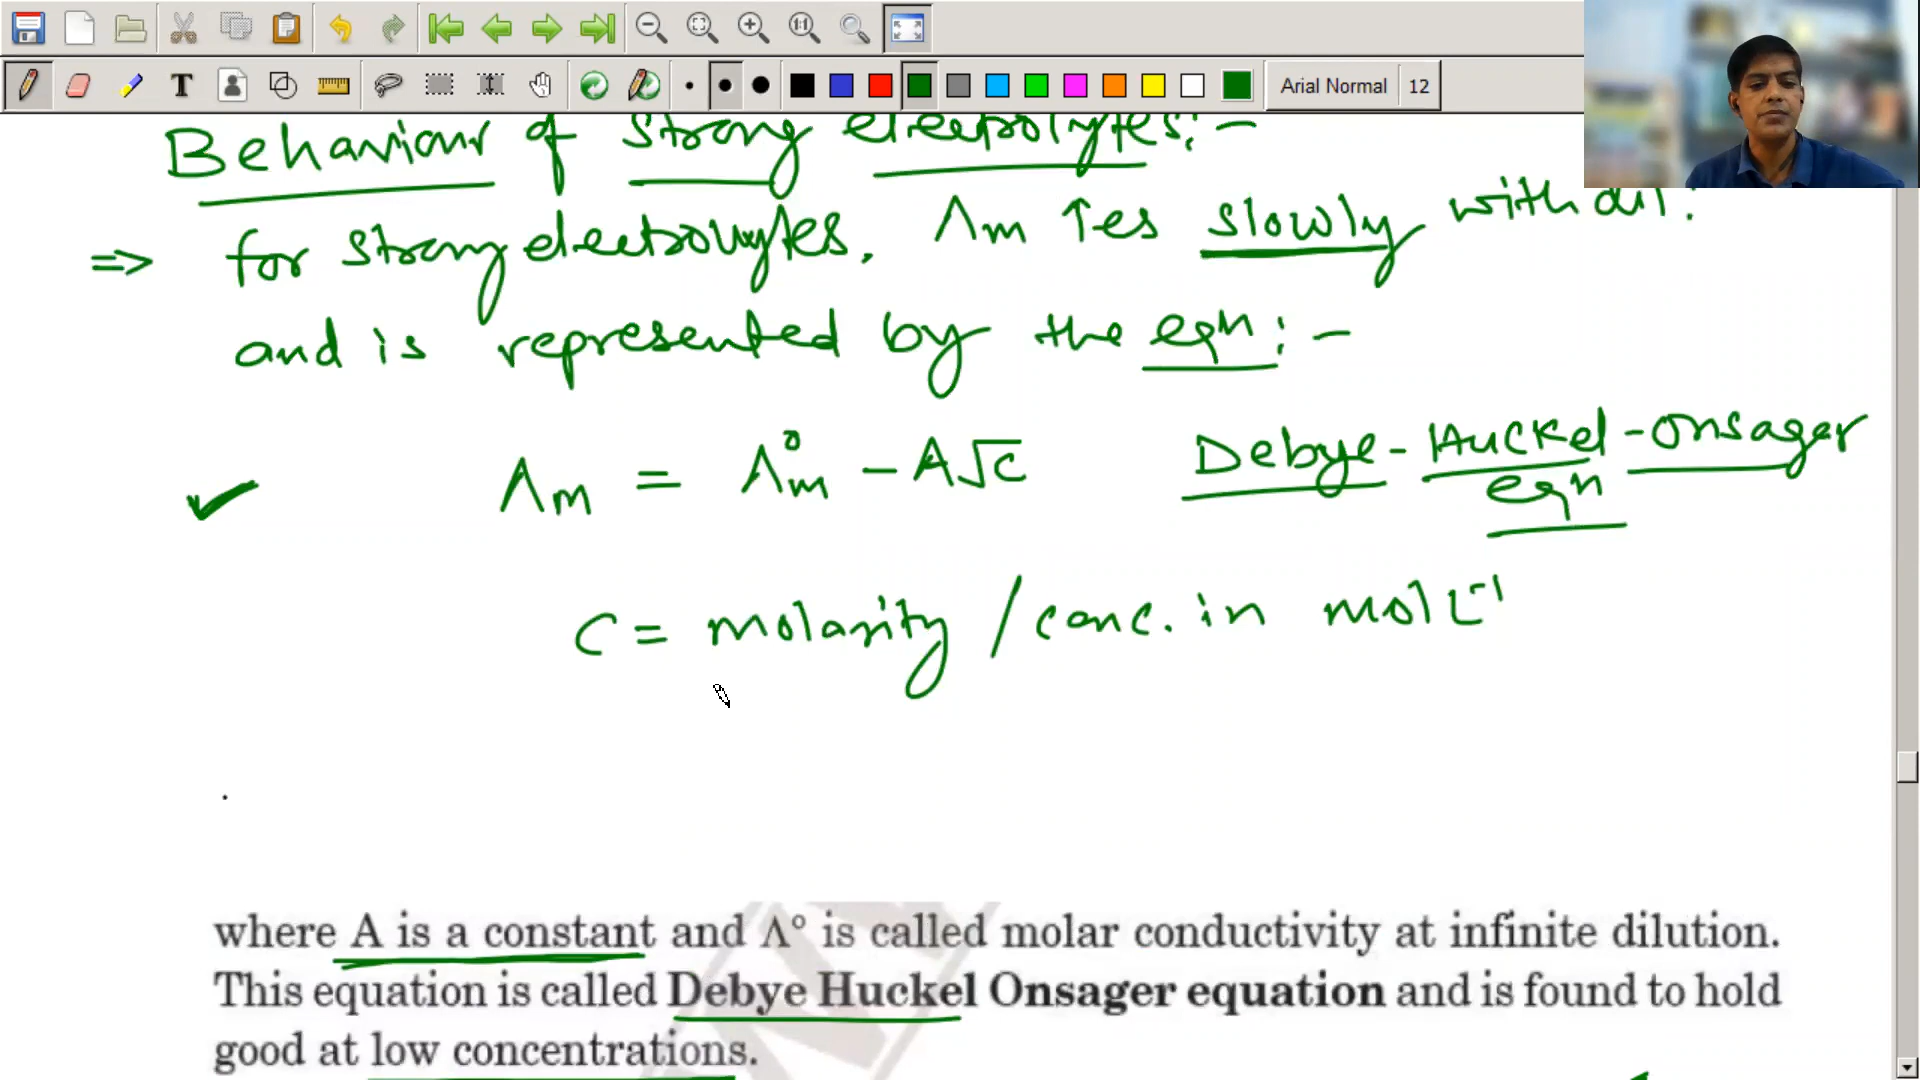 T
1:1
Arial Normal 12
Behaviour of strong electrolytes:-
=> for strong electrolytes, Λm ↑es slowly with dil.
and is represented by the eqn:-
✓ Λm = Λ°m - A√c Debye-Huckel-Onsager
eqn
C = molarity / conc. in mol L⁻¹
where A is a constant and Λ° is called molar conductivity at infinite dilution.
This equation is called Debye Huckel Onsager equation and is found to hold
good at low concentrations.